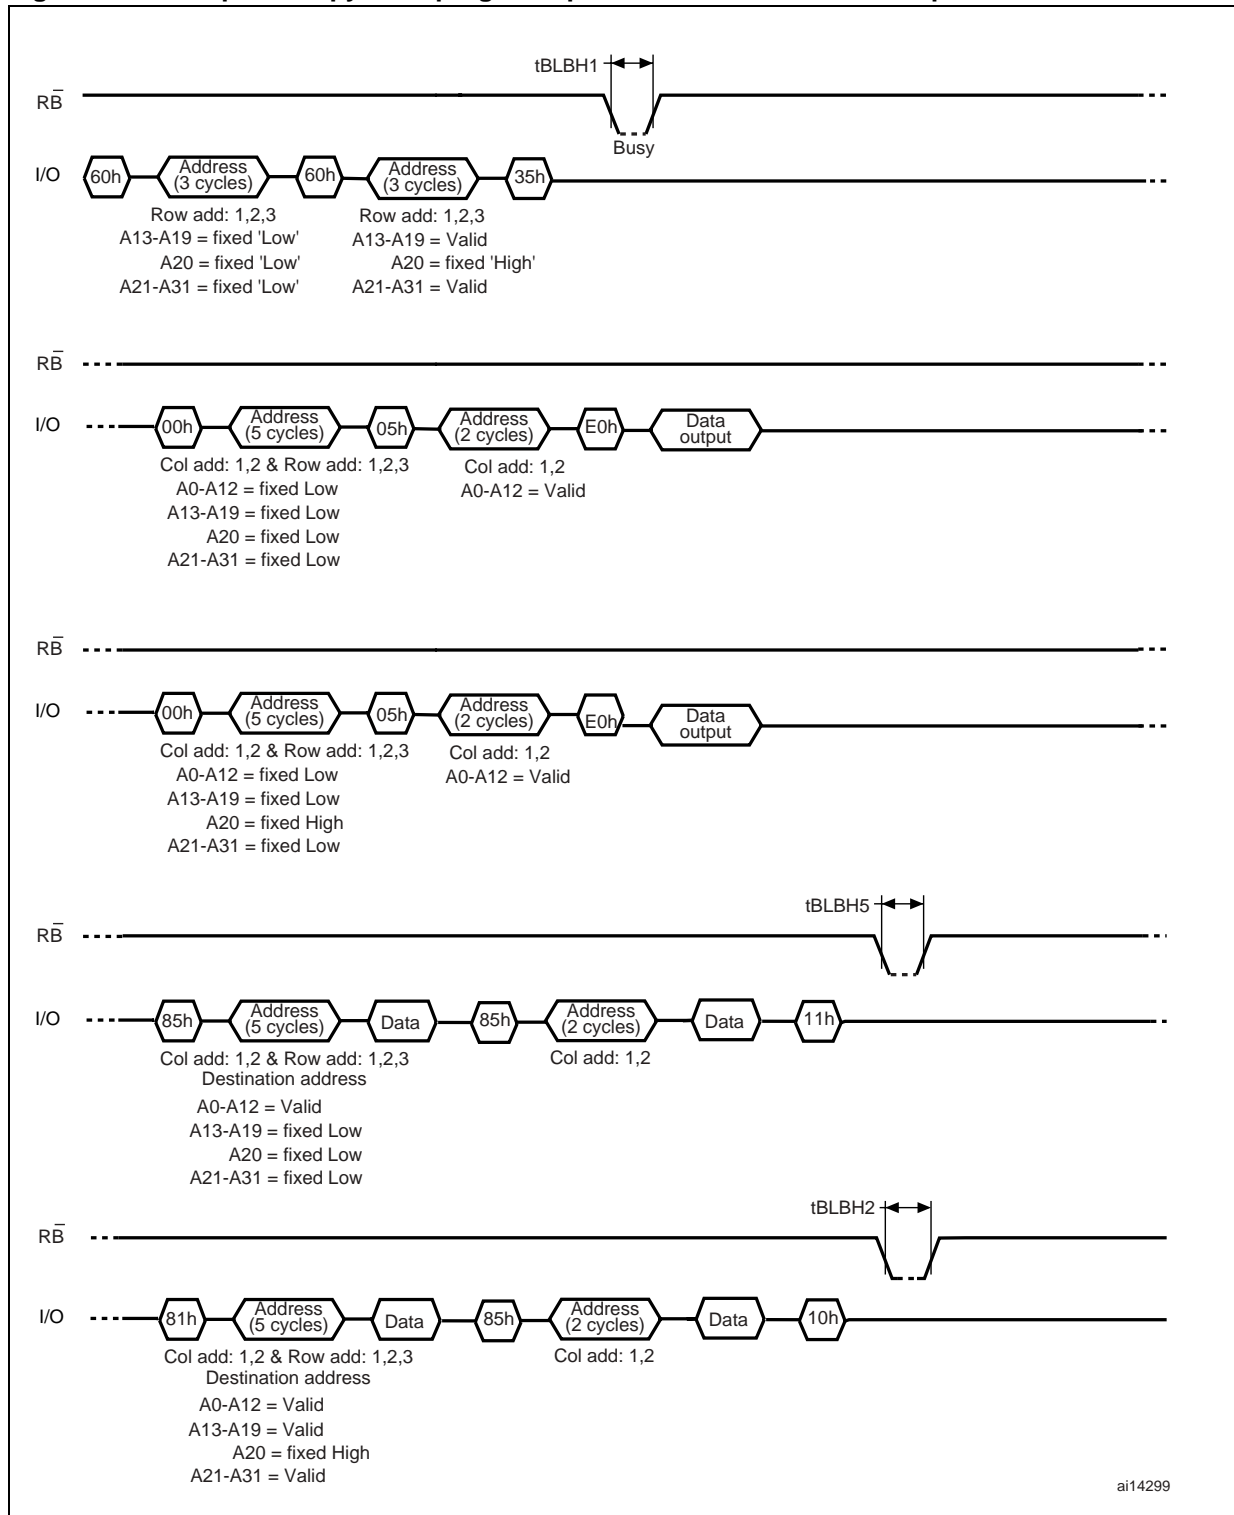 tBLBH1
RB̅
Busy
I/O 60h Address (3 cycles) 60h Address (3 cycles) 35h
Row add: 1,2,3 Row add: 1,2,3
A13-A19 = fixed 'Low' A13-A19 = Valid
A20 = fixed 'Low' A20 = fixed 'High'
A21-A31 = fixed 'Low' A21-A31 = Valid
RB̅
I/O 00h Address (5 cycles) 05h Address (2 cycles) E0h Data output
Col add: 1,2 & Row add: 1,2,3 Col add: 1,2
A0-A12 = fixed Low A0-A12 = Valid
A13-A19 = fixed Low
A20 = fixed Low
A21-A31 = fixed Low
RB̅
I/O 00h Address (5 cycles) 05h Address (2 cycles) E0h Data output
Col add: 1,2 & Row add: 1,2,3 Col add: 1,2
A0-A12 = fixed Low A0-A12 = Valid
A13-A19 = fixed Low
A20 = fixed High
A21-A31 = fixed Low
tBLBH5
RB̅
I/O 85h Address (5 cycles) Data 85h Address (2 cycles) Data 11h
Col add: 1,2 & Row add: 1,2,3 Col add: 1,2
Destination address
A0-A12 = Valid
A13-A19 = fixed Low
A20 = fixed Low
A21-A31 = fixed Low
tBLBH2
RB̅
I/O 81h Address (5 cycles) Data 85h Address (2 cycles) Data 10h
Col add: 1,2 & Row add: 1,2,3 Col add: 1,2
Destination address
A0-A12 = Valid
A13-A19 = Valid
A20 = fixed High
A21-A31 = Valid
ai14299